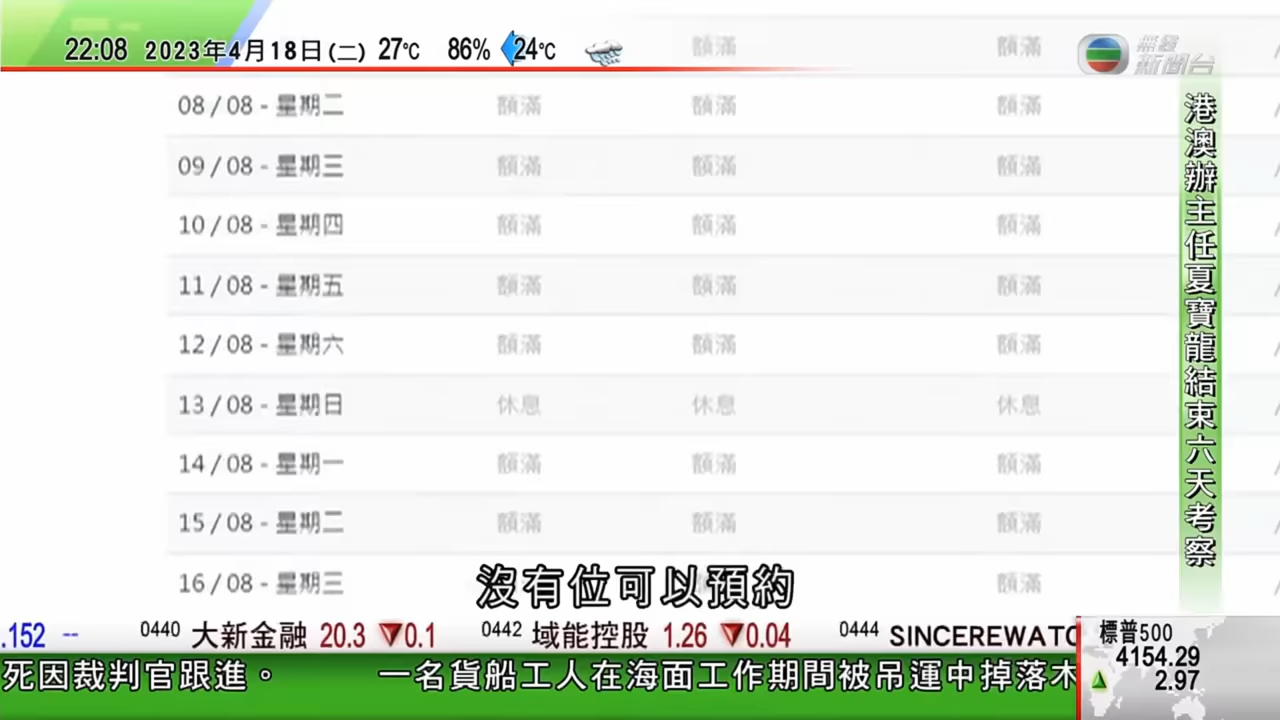 22:08 2023年4月18日(二) 27℃ 86% 24℃
額滿 額滿
無綫新聞台
08 / 08 - 星期二 額滿 額滿 額滿
09 / 08 - 星期三 額滿 額滿 額滿
10 / 08 - 星期四 額滿 額滿 額滿
11 / 08 - 星期五 額滿 額滿 額滿
12 / 08 - 星期六 額滿 額滿 額滿
13 / 08 - 星期日 休息 休息 休息
14 / 08 - 星期一 額滿 額滿 額滿
15 / 08 - 星期二 額滿 額滿 額滿
16 / 08 - 星期三 額滿
港澳辦主任夏寶龍結束六天考察
沒有位可以預約
.152 -- 0440 大新金融 20.3 ▼0.1 0442 域能控股 1.26 ▼0.04 0444 SINCEREWATC
死因裁判官跟進。 一名貨船工人在海面工作期間被吊運中掉落木
標普500
4154.29
▲ 2.97